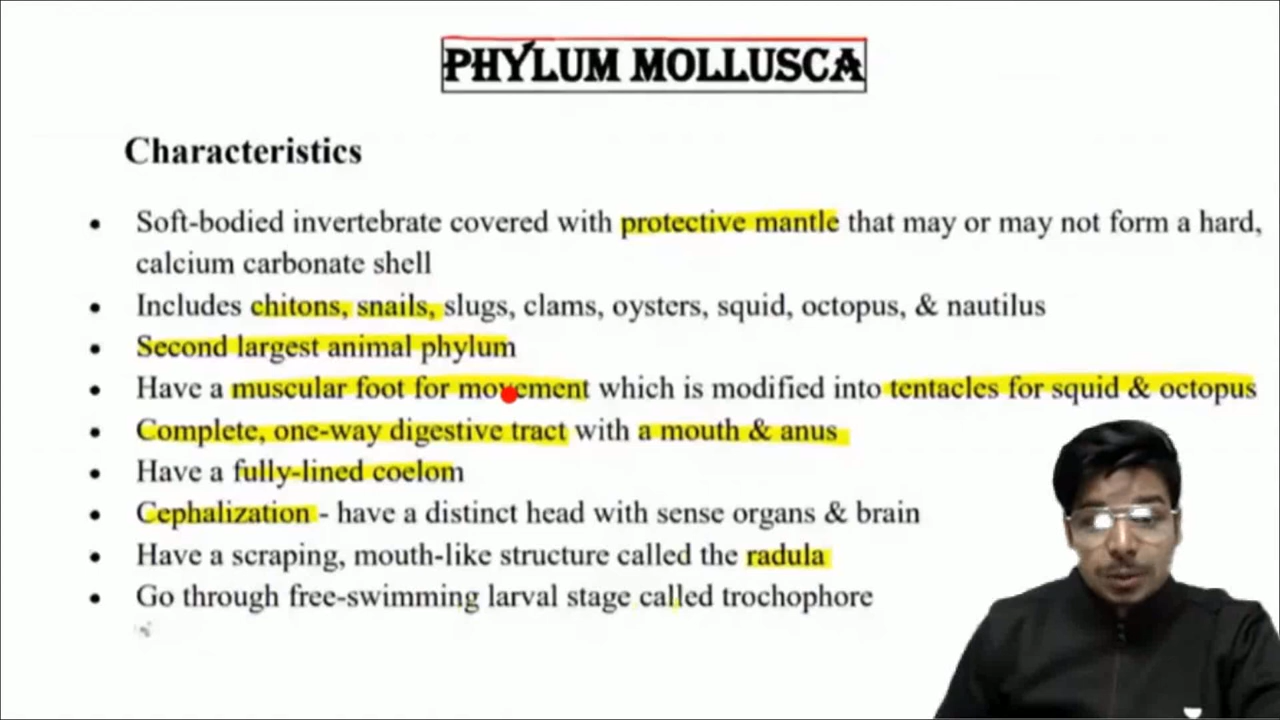 PHYLUM MOLLUSCA
Characteristics
• Soft-bodied invertebrate covered with protective mantle that may or may not form a hard,
calcium carbonate shell
• Includes chitons, snails, slugs, clams, oysters, squid, octopus, & nautilus
• Second largest animal phylum
• Have a muscular foot for movement which is modified into tentacles for squid & octopus
• Complete, one-way digestive tract with a mouth & anus
• Have a fully-lined coelom
• Cephalization - have a distinct head with sense organs & brain
• Have a scraping, mouth-like structure called the radula
• Go through free-swimming larval stage called trochophore